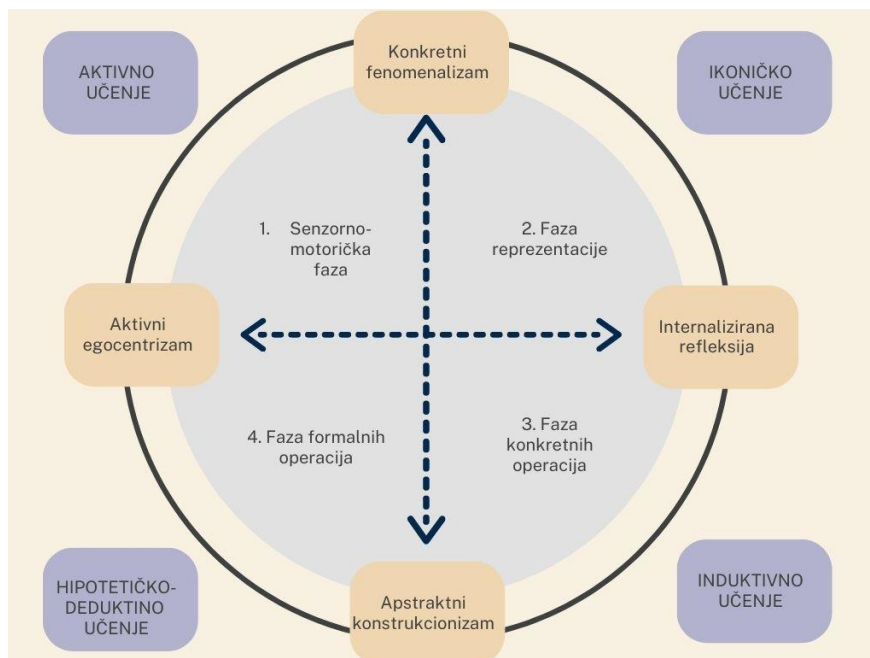 Konkretni
fenomenalizam
AKTIVNO
UČENJE
IKONIČKO
UČENJE
1. Senzorno-
motorička
faza
2. Faza
reprezentacije
Aktivni
egocentrizam
Internalizirana
refleksija
4. Faza formalnih
operacija
3. Faza
konkretnih
operacija
HIPOTETIČKO-
DEDUKTINO
UČENJE
Apstraktni
konstrukcionizam
INDUKTIVNO
UČENJE